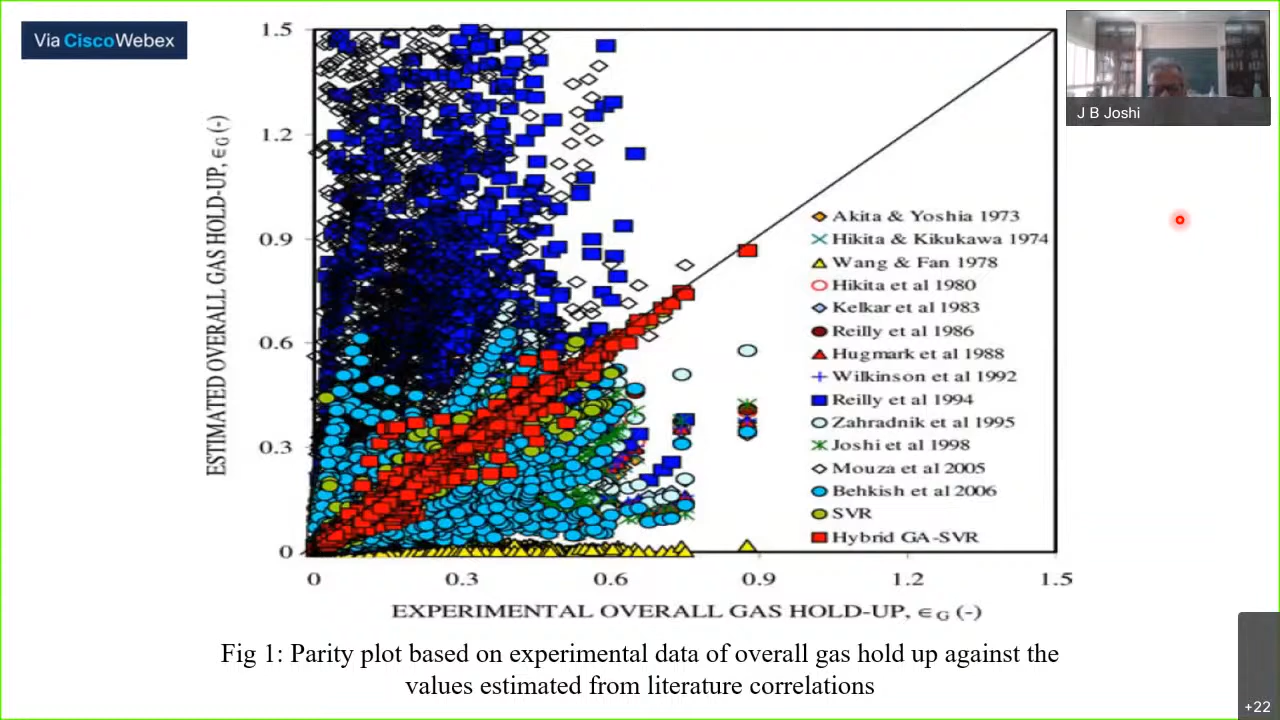 Via CiscoWebex
J B Joshi
1.5
1.2
0.9
0.6
0.3
0
ESTIMATED OVERALL GAS HOLD-UP, ϵG (-)
Akita & Yoshia 1973
Hikita & Kikukawa 1974
Wang & Fan 1978
Hikita et al 1980
Kelkar et al 1983
Reilly et al 1986
Hugmark et al 1988
Wilkinson et al 1992
Reilly et al 1994
Zahradnik et al 1995
Joshi et al 1998
Mouza et al 2005
Behkish et al 2006
SVR
Hybrid GA-SVR
0 0.3 0.6 0.9 1.2 1.5
EXPERIMENTAL OVERALL GAS HOLD-UP, ϵG (-)
Fig 1: Parity plot based on experimental data of overall gas hold up against the
values estimated from literature correlations
+22